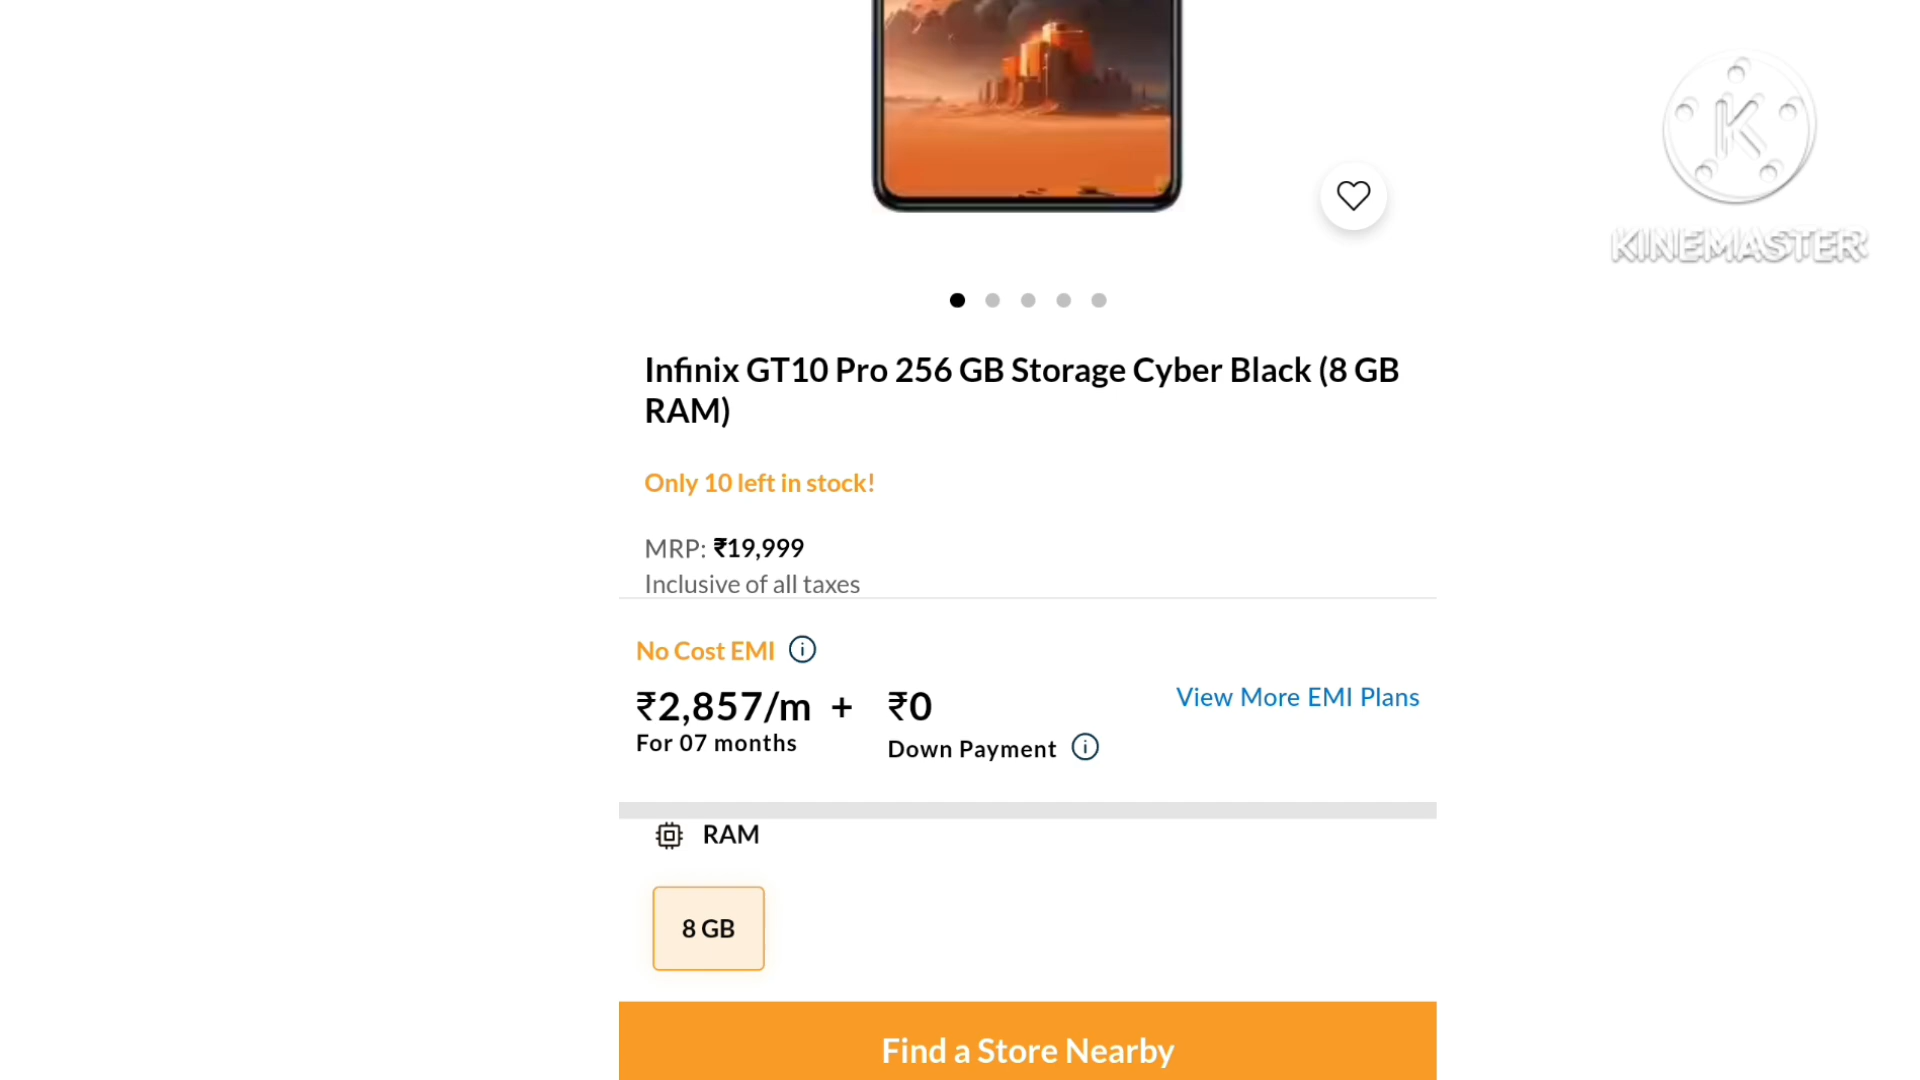 K
KINEMASTER
Infinix GT10 Pro 256 GB Storage Cyber Black (8 GB
RAM)
Only 10 left in stock!
MRP: ₹19,999
Inclusive of all taxes
No Cost EMI
₹2,857/m + ₹0
View More EMI Plans
For 07 months
Down Payment
RAM
8 GB
Find a Store Nearby